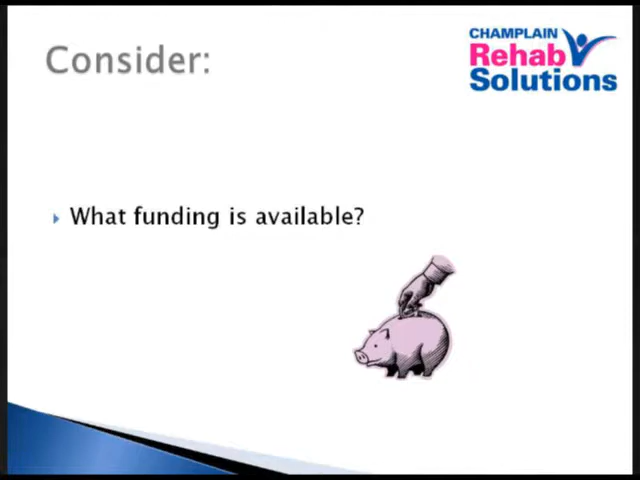 Consider:
CHAMPLAIN
Rehab
Solutions
What funding is available?